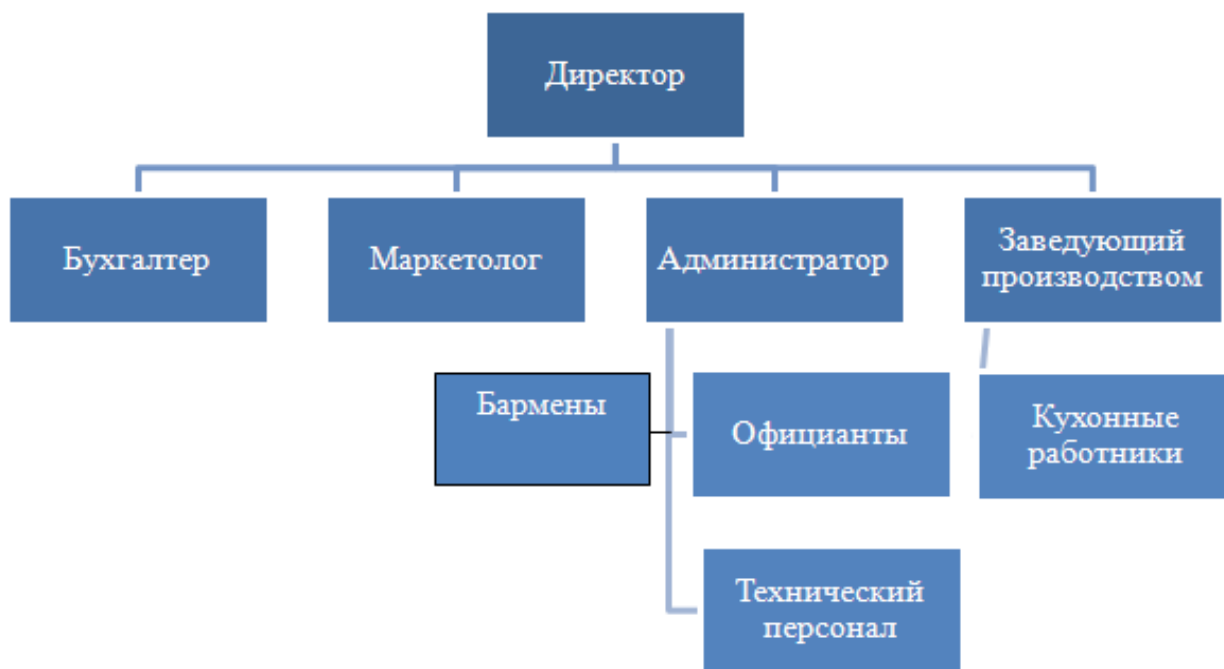 Директор
Бухгалтер
Маркетолог
Администратор
Заведующий
производством
Бармены
Официанты
Кухонные
работники
Технический
персонал